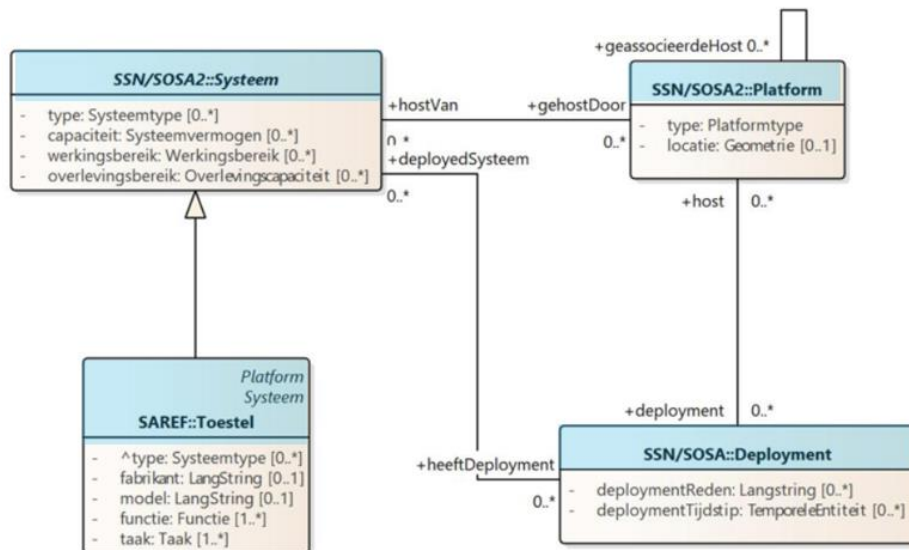 +geassocieerdeHost 0..*
SSN/SOSA2::Systeem
- type: Systeemtype [0..*]
- capaciteit: Systeemvermogen [0..*]
- werkingsbereik: Werkingsbereik [0..*]
- overlevingsbereik: Overlevingscapaciteit [0..*]
+hostVan
0..*
+gehostDoor
0..*
SSN/SOSA2::Platform
- type: Platformtype
- locatie: Geometrie [0..1]
+deployedSysteem
0..*
+host 0..*
Platform
Systeem
SAREF::Toestel
- ^type: Systeemtype [0..*]
- fabrikant: LangString [0..1]
- model: LangString [0..1]
- functie: Functie [1..*]
- taak: Taak [1..*]
+deployment 0..*
+heeftDeployment
0..*
SSN/SOSA::Deployment
- deploymentReden: Langstring [0..*]
- deploymentTijdstip: TemporeleEntiteit [0..*]